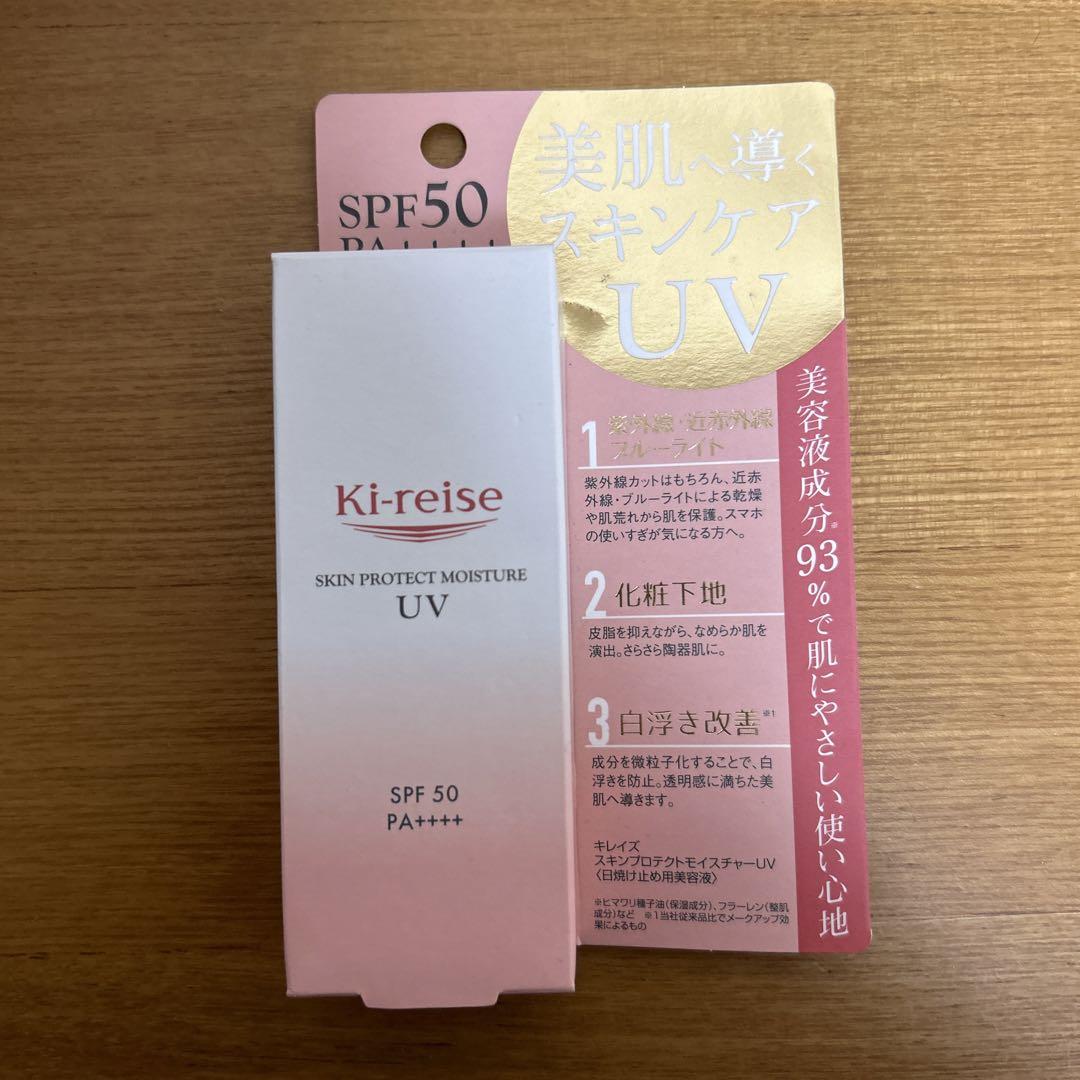 SPF50
PA++++
美肌へ導く
スキンケア
UV
美容液成分※93%で肌にやさしい使い心地
Ki-reise
SKIN PROTECT MOISTURE
UV
SPF 50
PA++++
1 紫外線・近赤外線
ブルーライト
紫外線カットはもちろん、近赤
外線・ブルーライトによる乾燥
や肌荒れから肌を保護。スマホ
の使いすぎが気になる方へ。
2 化粧下地
皮脂を抑えながら、なめらか肌を
演出。さらさら陶器肌に。
3 白浮き改善※1
成分を微粒子化することで、白
浮きを防止。透明感に満ちた美
肌へ導きます。
キレイズ
スキンプロテクトモイスチャーUV
〈日焼け止め用美容液〉
※ヒマワリ種子油(保湿成分)、フラーレン(整肌
成分)など ※1当社従来品比でメークアップ効
果によるもの